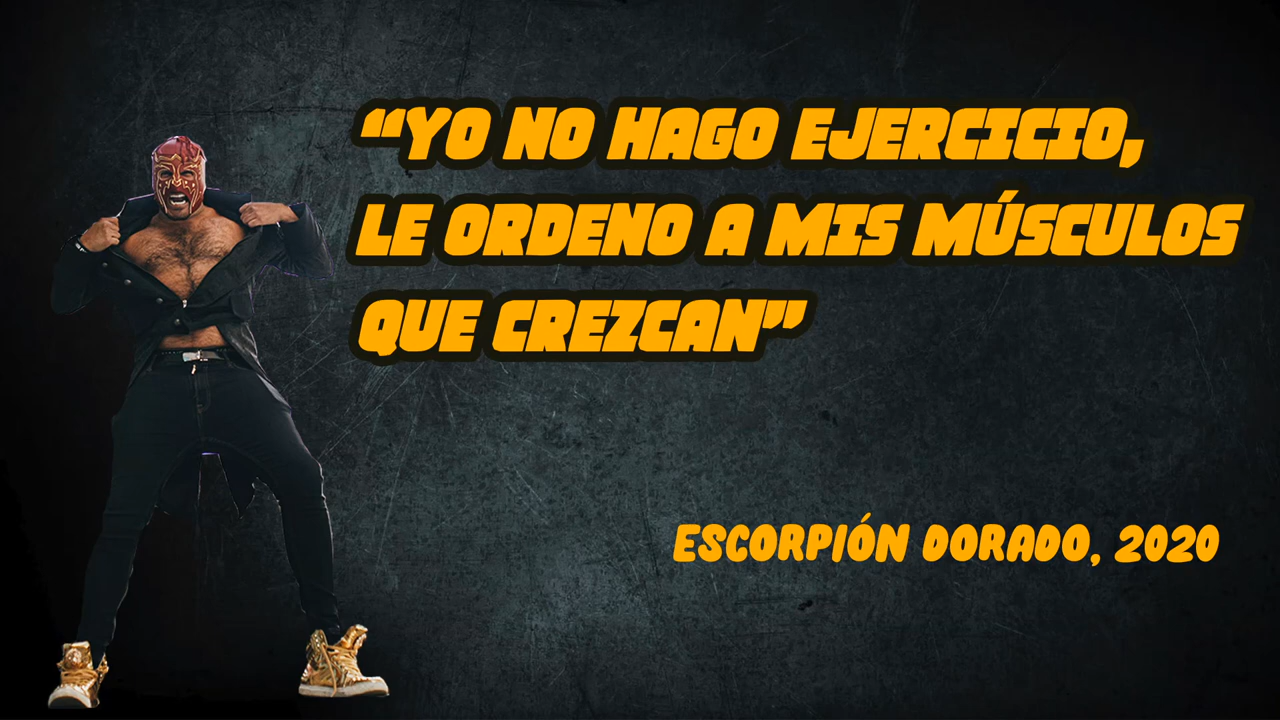 “YO NO HAGO EJERCICIO,
LE ORDENO A MIS MÚSCULOS
QUE CREZCAN”
ESCORPIÓN DORADO, 2020